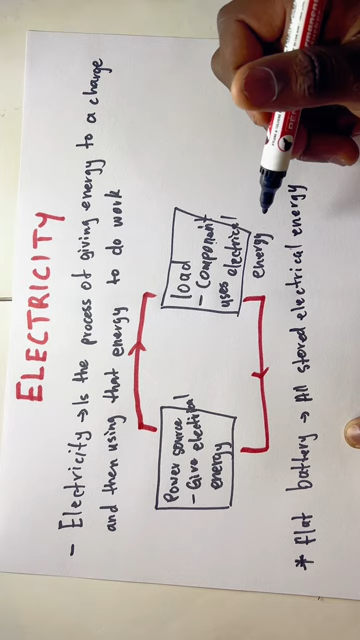 ELECTRICITY
- Electricity → Is the process of giving energy to a charge
and then using that energy to do work
Power source
- Give electrical
energy
load
- Component
uses electrical
energy
* flat battery → All stored electrical energy